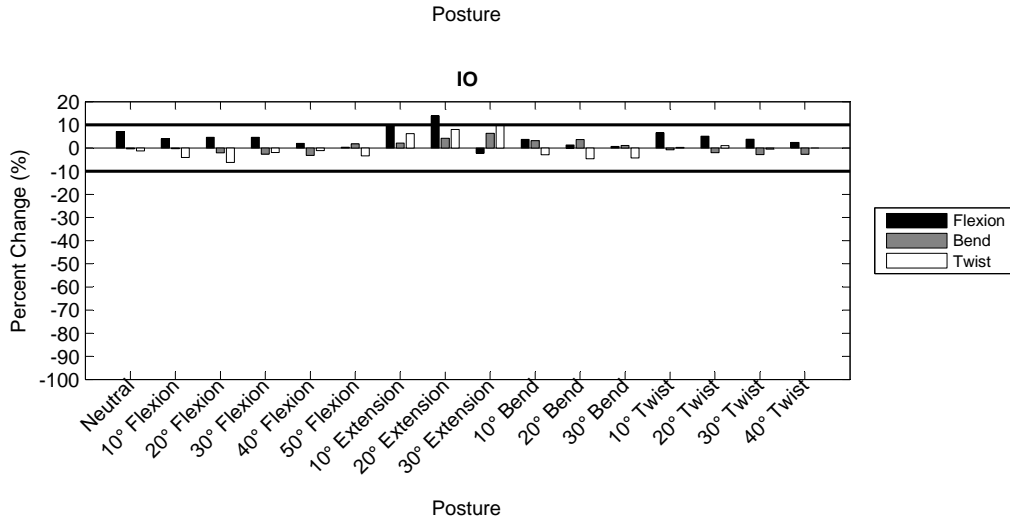 Posture
IO
20
10
0
-10
-20
-30
-40
-50
-60
-70
-80
-90
-100
Percent Change (%)
Neutral
10° Flexion
20° Flexion
30° Flexion
40° Flexion
50° Flexion
10° Extension
20° Extension
30° Extension
10° Bend
20° Bend
30° Bend
10° Twist
20° Twist
30° Twist
40° Twist
Posture
Flexion
Bend
Twist